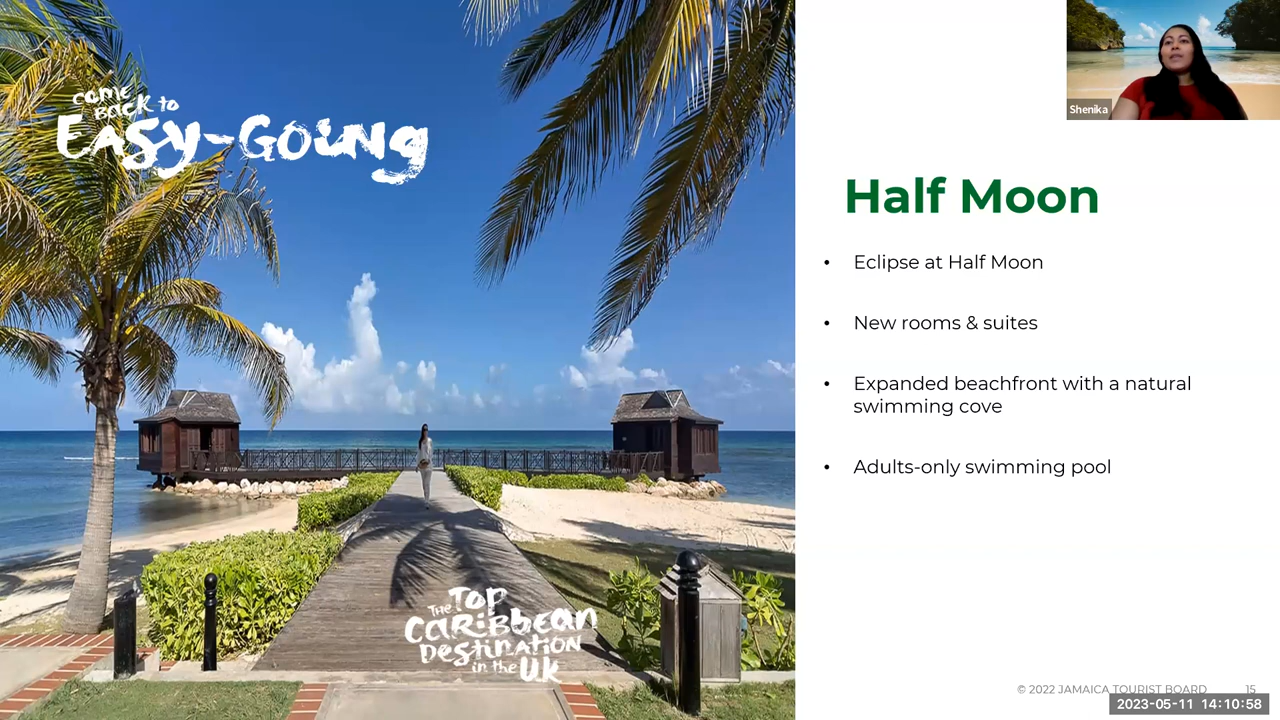 come
Back to
Easy-Going
The Top
Caribbean
Destination
in the UK
Shenika
Half Moon
• Eclipse at Half Moon
• New rooms & suites
• Expanded beachfront with a natural
swimming cove
• Adults-only swimming pool
© 2022 JAMAICA TOURIST BOARD 15
2023-05-11 14:10:58